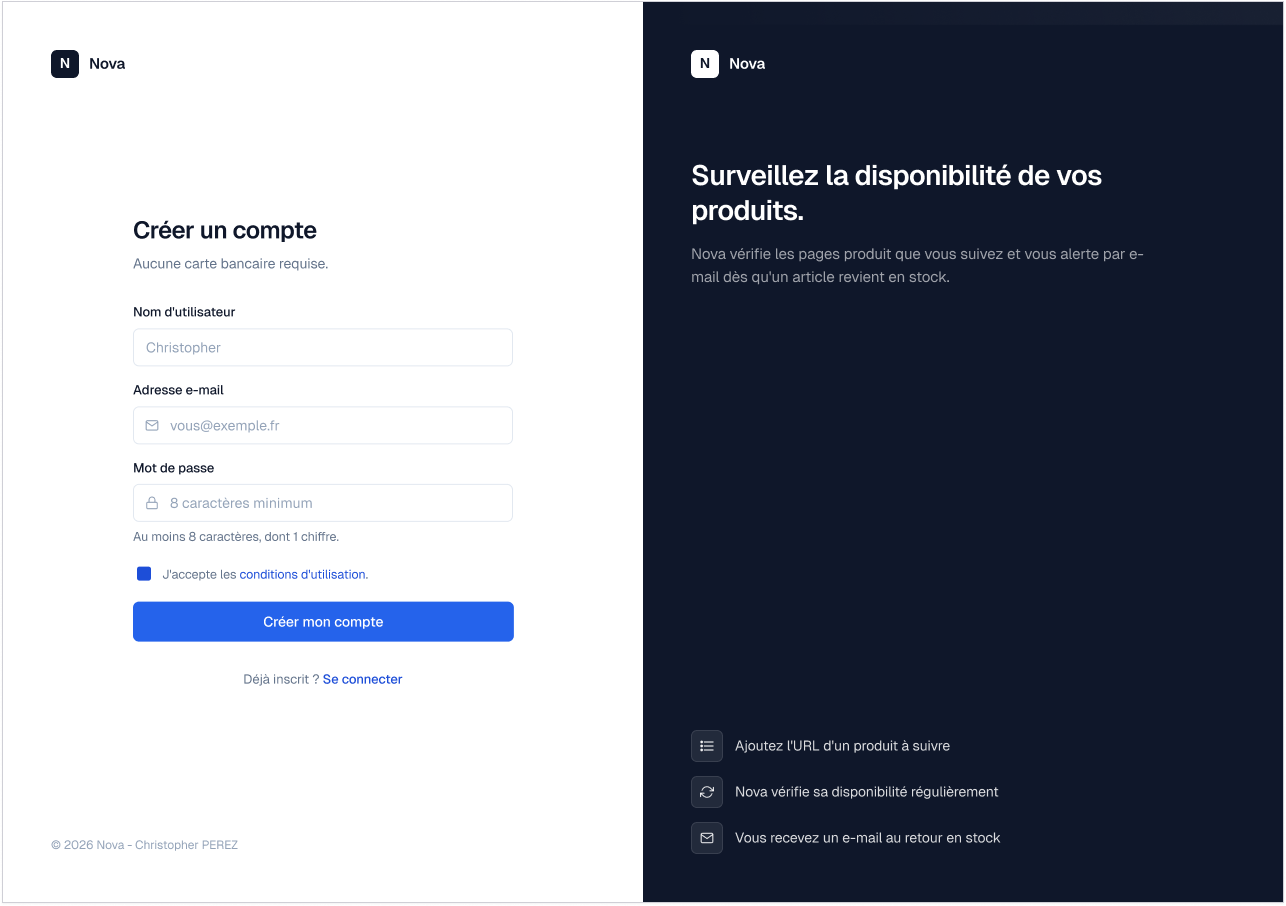 N Nova
Créer un compte
Aucune carte bancaire requise.
Nom d'utilisateur
Christopher
Adresse e-mail
vous@exemple.fr
Mot de passe
8 caractères minimum
Au moins 8 caractères, dont 1 chiffre.
J'accepte les conditions d'utilisation.
Créer mon compte
Déjà inscrit ? Se connecter
© 2026 Nova - Christopher PEREZ
N Nova
Surveillez la disponibilité de vos
produits.
Nova vérifie les pages produit que vous suivez et vous alerte par e-
mail dès qu'un article revient en stock.
Ajoutez l'URL d'un produit à suivre
Nova vérifie sa disponibilité régulièrement
Vous recevez un e-mail au retour en stock